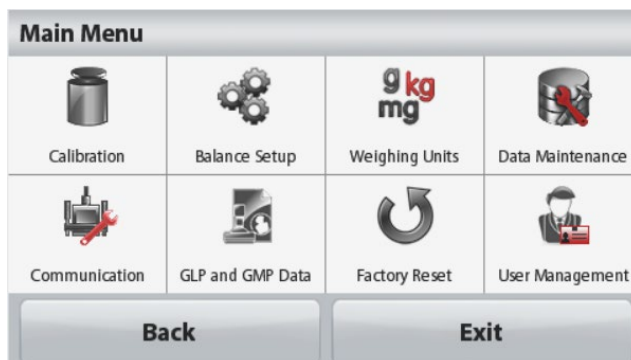 Main Menu
g kg
mg
Calibration
Balance Setup
Weighing Units
Data Maintenance
Communication
GLP and GMP Data
Factory Reset
User Management
Back
Exit